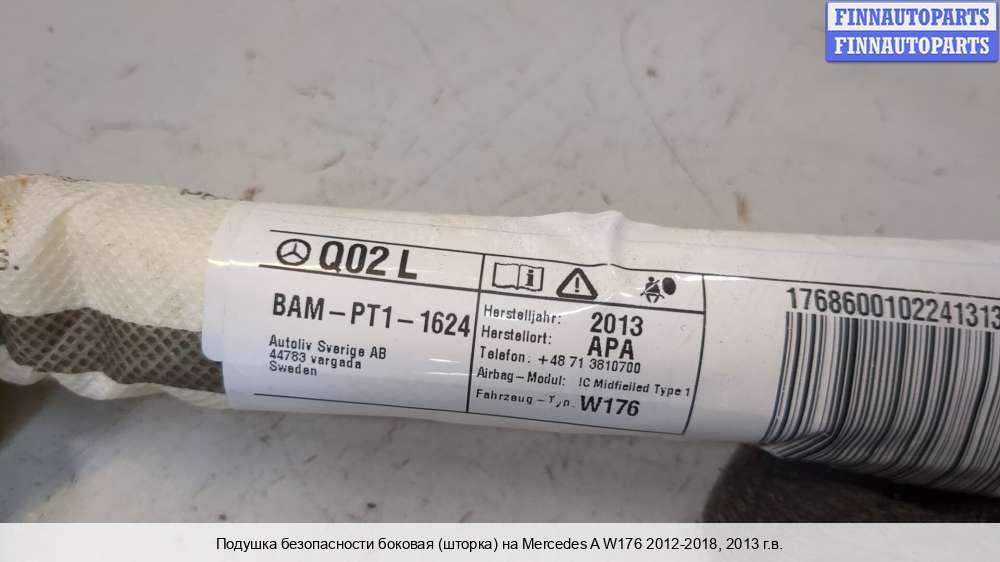 FINNAUTOPARTS
FINNAUTOPARTS
s.
Q02 L
BAM-PT1-1624
Autoliv Sverige AB
44783 vargada
Sweden
Herstelljahr: 2013
Herstellort: APA
Telefon: +48 71 3810700
Airbag-Modul: IC Midfielled Type 1
Fahrzeug-Typ: W176
1768600102241313
Подушка безопасности боковая (шторка) на Mercedes A W176 2012-2018, 2013 г.в.